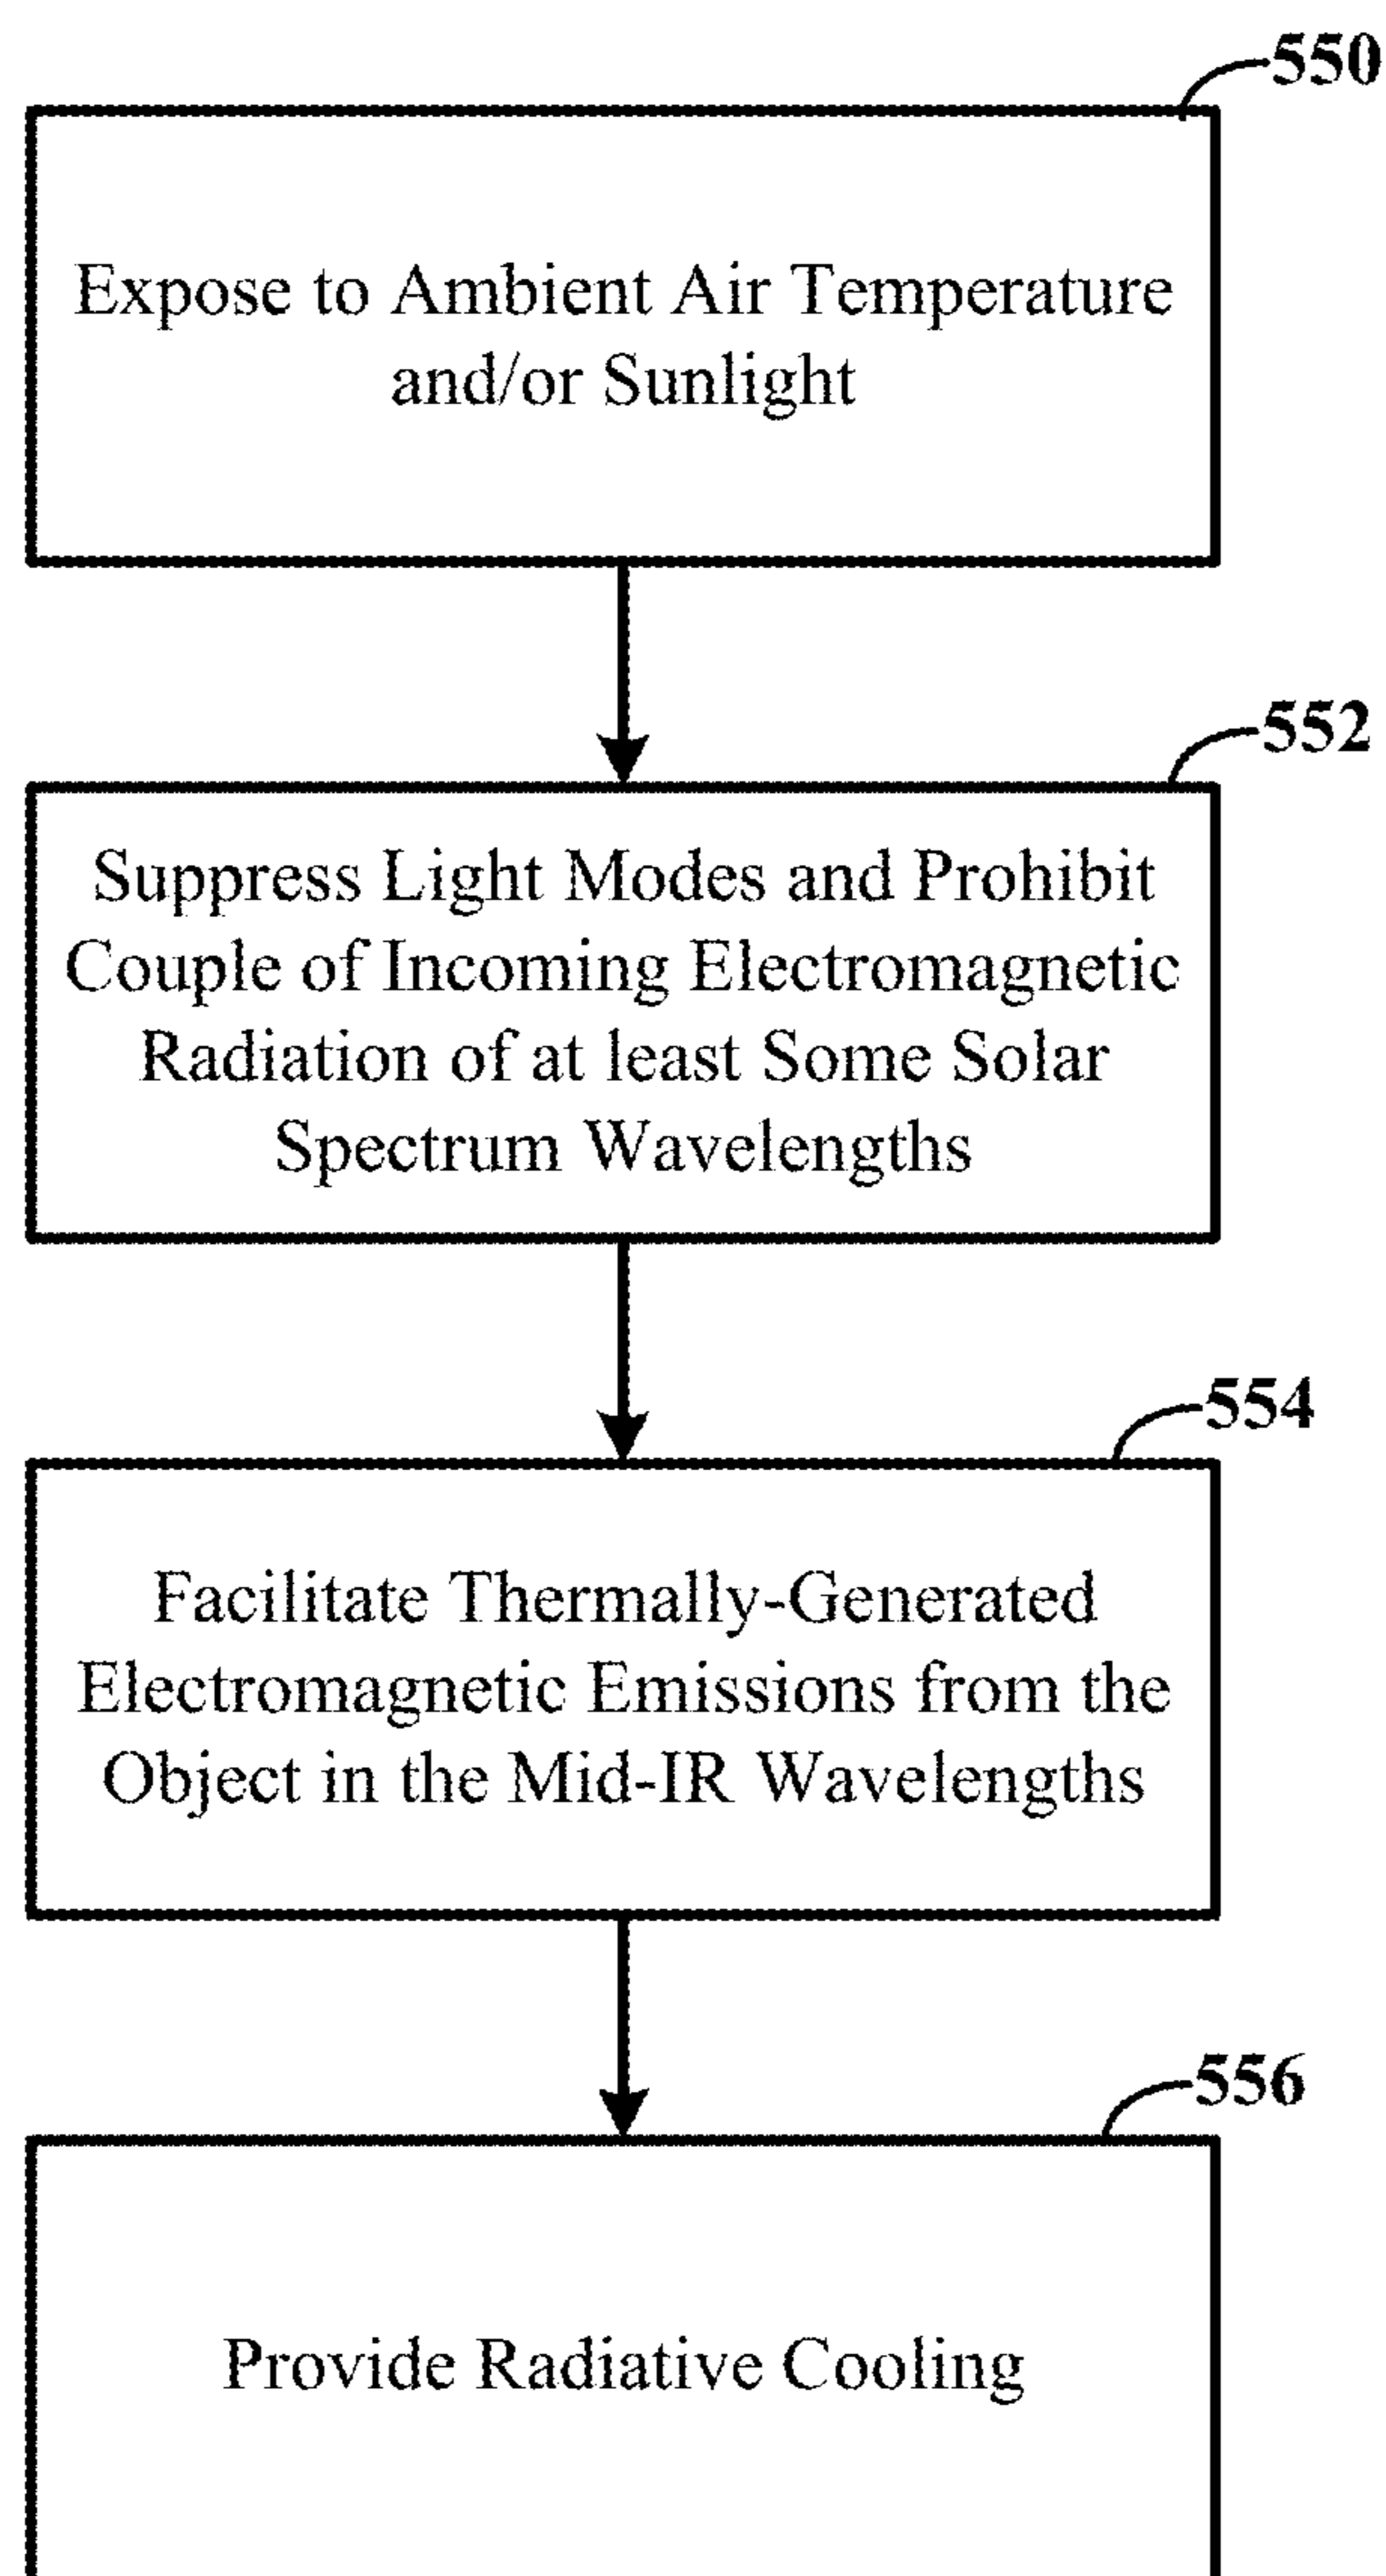 550
Expose to Ambient Air Temperature
and/or Sunlight
552
Suppress Light Modes and Prohibit
Couple of Incoming Electromagnetic
Radiation of at least Some Solar
Spectrum Wavelengths
554
Facilitate Thermally-Generated
Electromagnetic Emissions from the
Object in the Mid-IR Wavelengths
556
Provide Radiative Cooling